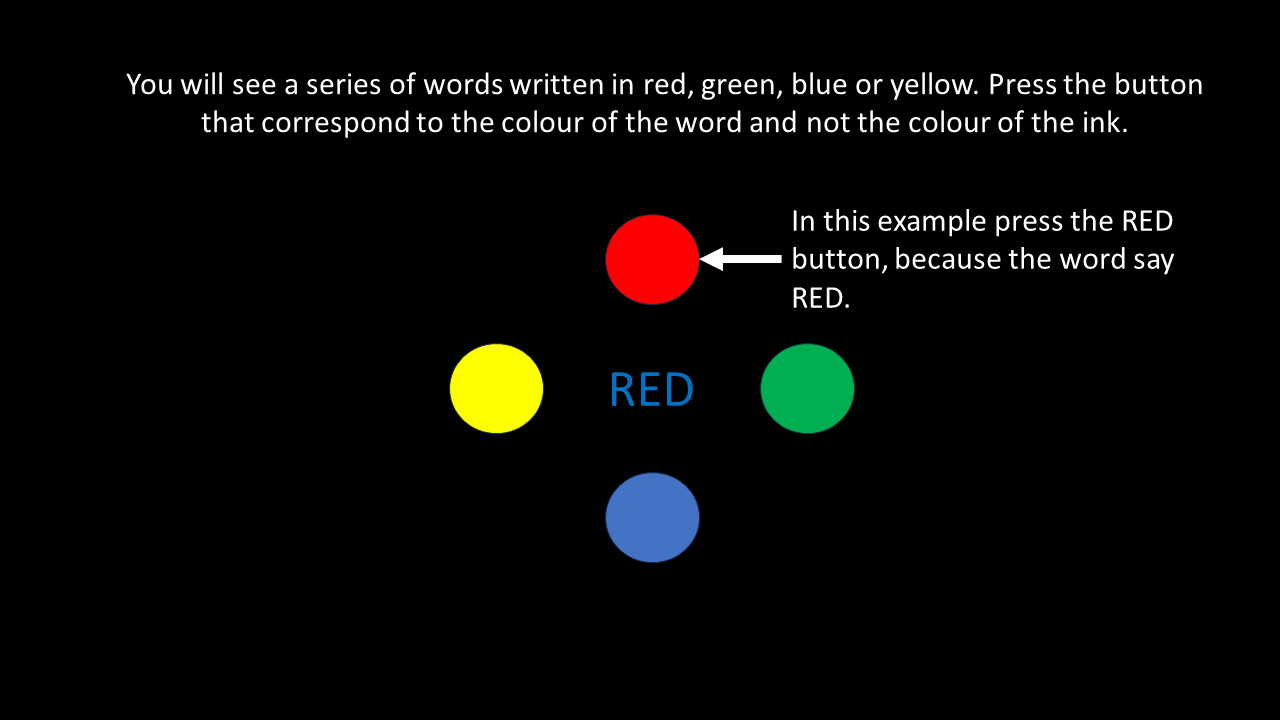 You will see a series of words written in red, green, blue or yellow. Press the button
that correspond to the colour of the word and not the colour of the ink.
In this example press the RED
button, because the word say
RED.
RED